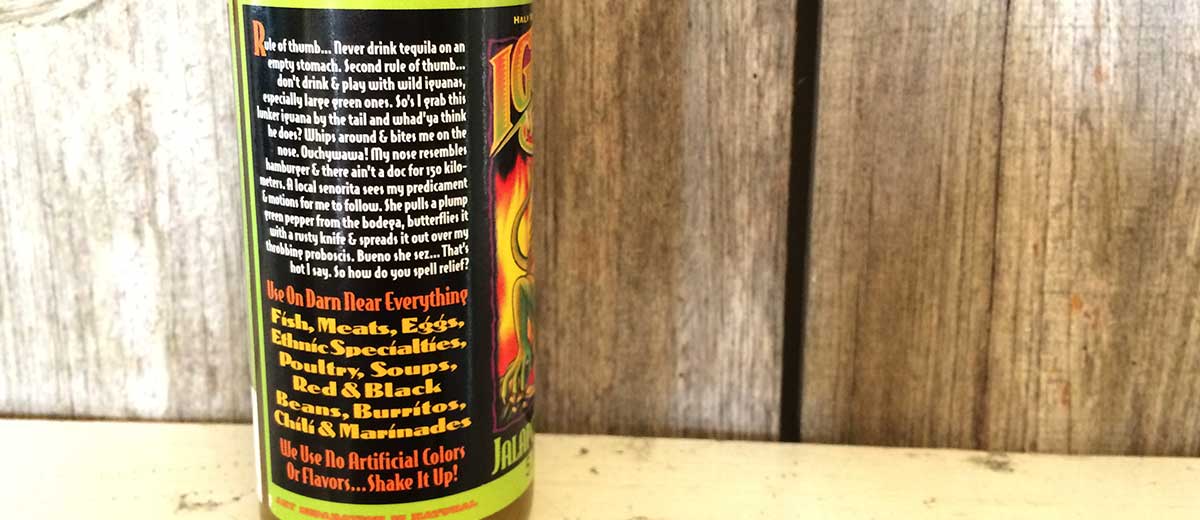 Rule of thumb... Never drink tequila on an
empty stomach. Second rule of thumb...
don't drink & play with wild iguanas,
especially large green ones. So's I grab this
lunker iguana by the tail and whad'ya think
he does? Whips around & bites me on the
nose. Ouchywawa! My nose resembles
hamburger & there ain't a doc for 150 kilo-
meters. A local senorita sees my predicament
& motions for me to follow. She pulls a plump
green pepper from the bodega, butterflies it
with a rusty knife & spreads it out over my
throbbing proboscis. Bueno she sez... That's
hot I say. So how do you spell relief?
Use On Darn Near Everything
Fish, Meats, Eggs,
Ethnic Specialties,
Poultry, Soups,
Red & Black
Beans, Burritos,
Chili & Marinades
We Use No Artificial Colors
Or Flavors... Shake It Up!
SEPARATION IS NATURAL
HALF
IG
JALAP